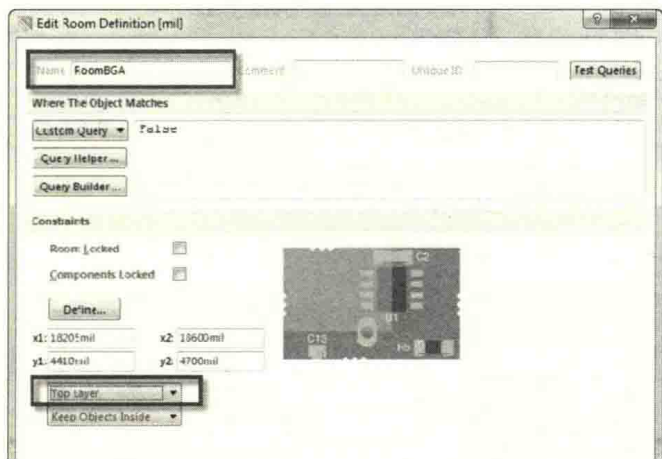 Edit Room Definition [mil]
Name RoomBGA Comment Unique ID Test Queries
Where The Object Matches
Custom Query False
Query Helper ...
Query Builder ...
Constraints
Room Locked
Components Locked
Define...
x1: 18205mil x2: 18600mil
y1: 4410mil y2: 4700mil
Top Layer
Keep Objects Inside
C2
U1
C13